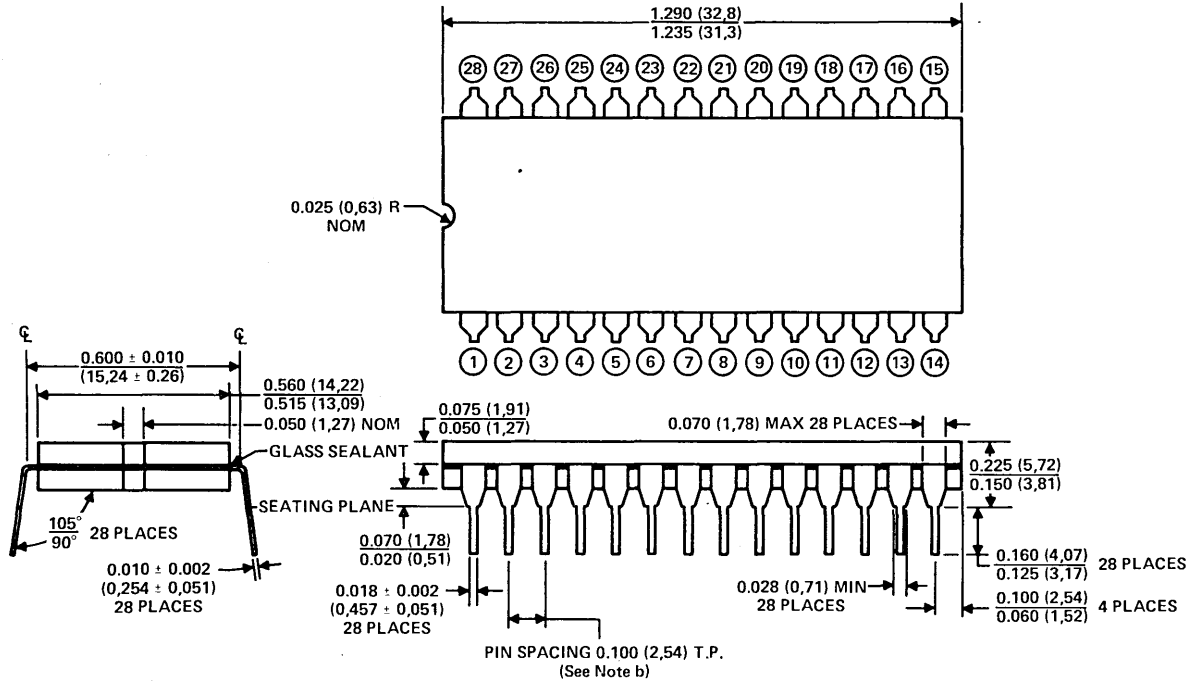 1.290 (32,8)
1.235 (31,3)
28 27 26 25 24 23 22 21 20 19 18 17 16 15
0.025 (0,63) R
NOM
1 2 3 4 5 6 7 8 9 10 11 12 13 14
℄ ℄
0.600 ± 0.010
(15,24 ± 0.26)
0.560 (14,22)
0.515 (13,09)
0.050 (1,27) NOM
GLASS SEALANT
SEATING PLANE
105°
90°
28 PLACES
0.010 ± 0.002
(0,254 ± 0,051)
28 PLACES
0.075 (1,91)
0.050 (1,27)
0.070 (1,78) MAX 28 PLACES
0.225 (5,72)
0.150 (3,81)
0.070 (1,78)
0.020 (0,51)
0.018 ± 0.002
(0,457 ± 0,051)
28 PLACES
0.028 (0,71) MIN
28 PLACES
0.160 (4,07)
0.125 (3,17)
28 PLACES
0.100 (2,54)
0.060 (1,52)
4 PLACES
PIN SPACING 0.100 (2,54) T.P.
(See Note b)